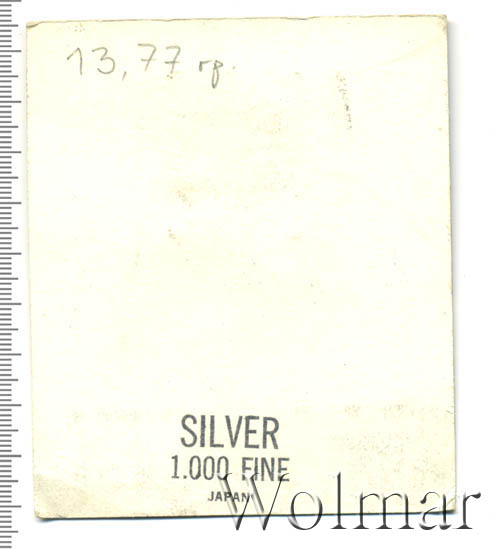 13,77 гр.
SILVER
1.000 FINE
JAPAN
Wolmar